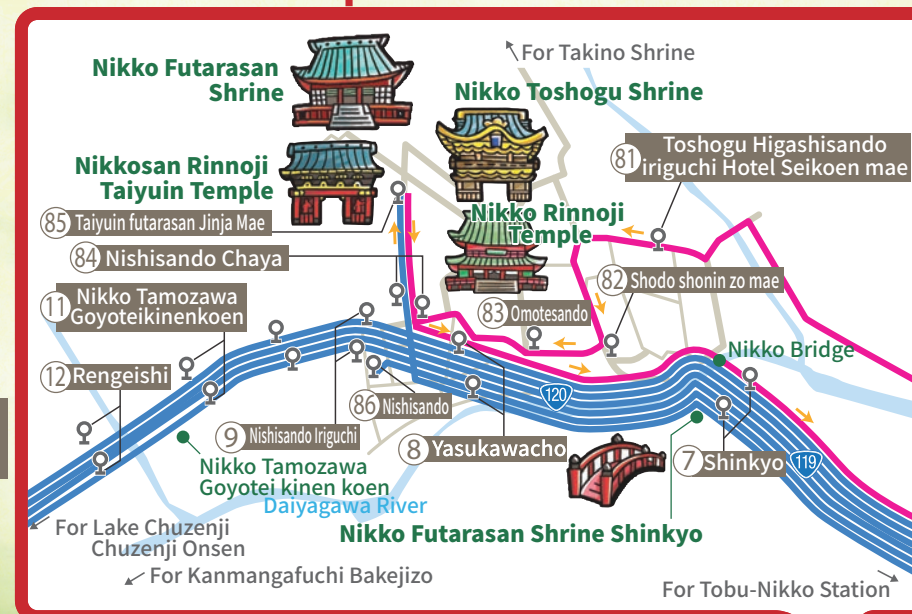 For Takino Shrine
Nikko Futarasan
Shrine
Nikko Toshogu Shrine
81 Toshogu Higashisando
iriguchi Hotel Seikoen mae
Nikkosan Rinnoji
Taiyuin Temple
Nikko Rinnoji
Temple
85 Taiyuin futarasan Jinja Mae
84 Nishisando Chaya
82 Shodo shonin zo mae
11 Nikko Tamozawa
Goyoteikinenkoen
83 Omotesando
Nikko Bridge
12 Rengeishi
120
86 Nishisando
9 Nishisando Iriguchi
8 Yasukawacho
7 Shinkyo
119
Nikko Tamozawa
Goyotei kinen koen
Daiyagawa River
Nikko Futarasan Shrine Shinkyo
For Lake Chuzenji
Chuzenji Onsen
For Kanmangafuchi Bakejizo
For Tobu-Nikko Station